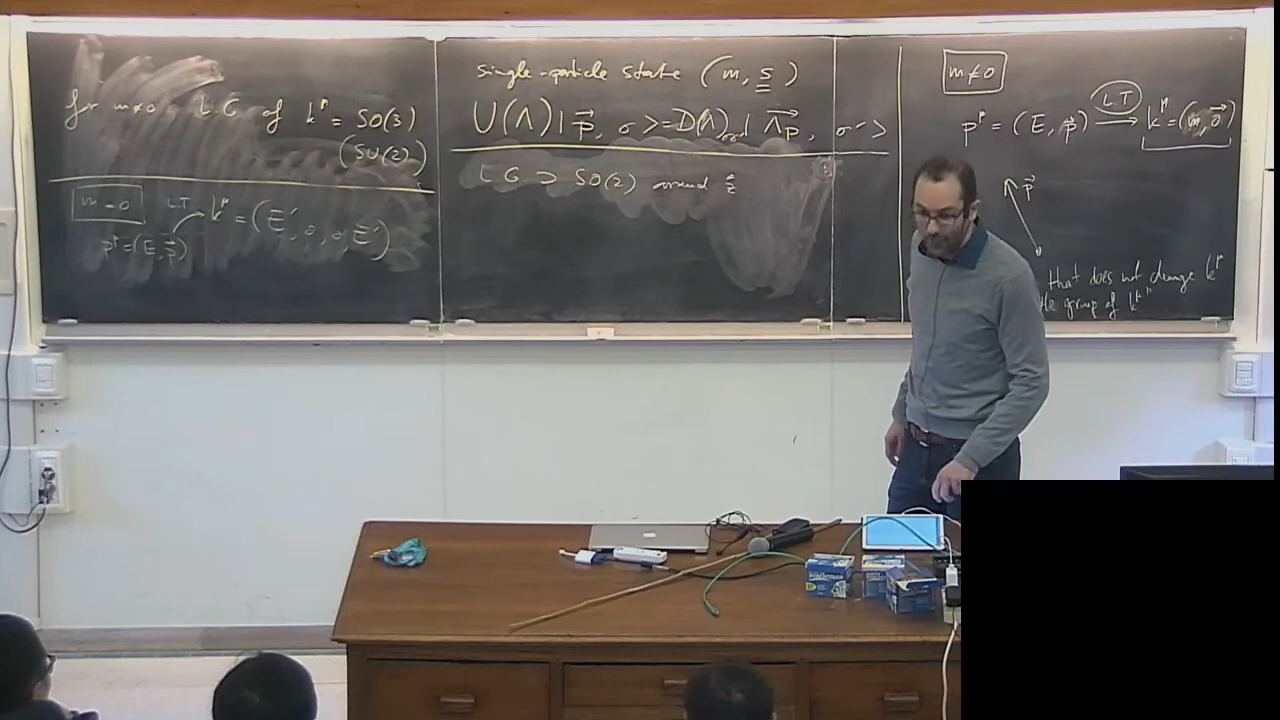 for m≠0 L.G. of k^μ = SO(3)
(SU(2))
m=0
LT
k^μ = (E', 0, 0, E')
p^μ = (E, p⃗)
single-particle state (m, s)
U(Λ)|p⃗, σ> = D(Λ)_σσ' |Λp⃗, σ'>
LG ⊃ SO(2) around ẑ
m≠0
p^μ = (E, p⃗) LT k^μ = (m, 0⃗)
p⃗
that does not change k^μ
group of k^μ